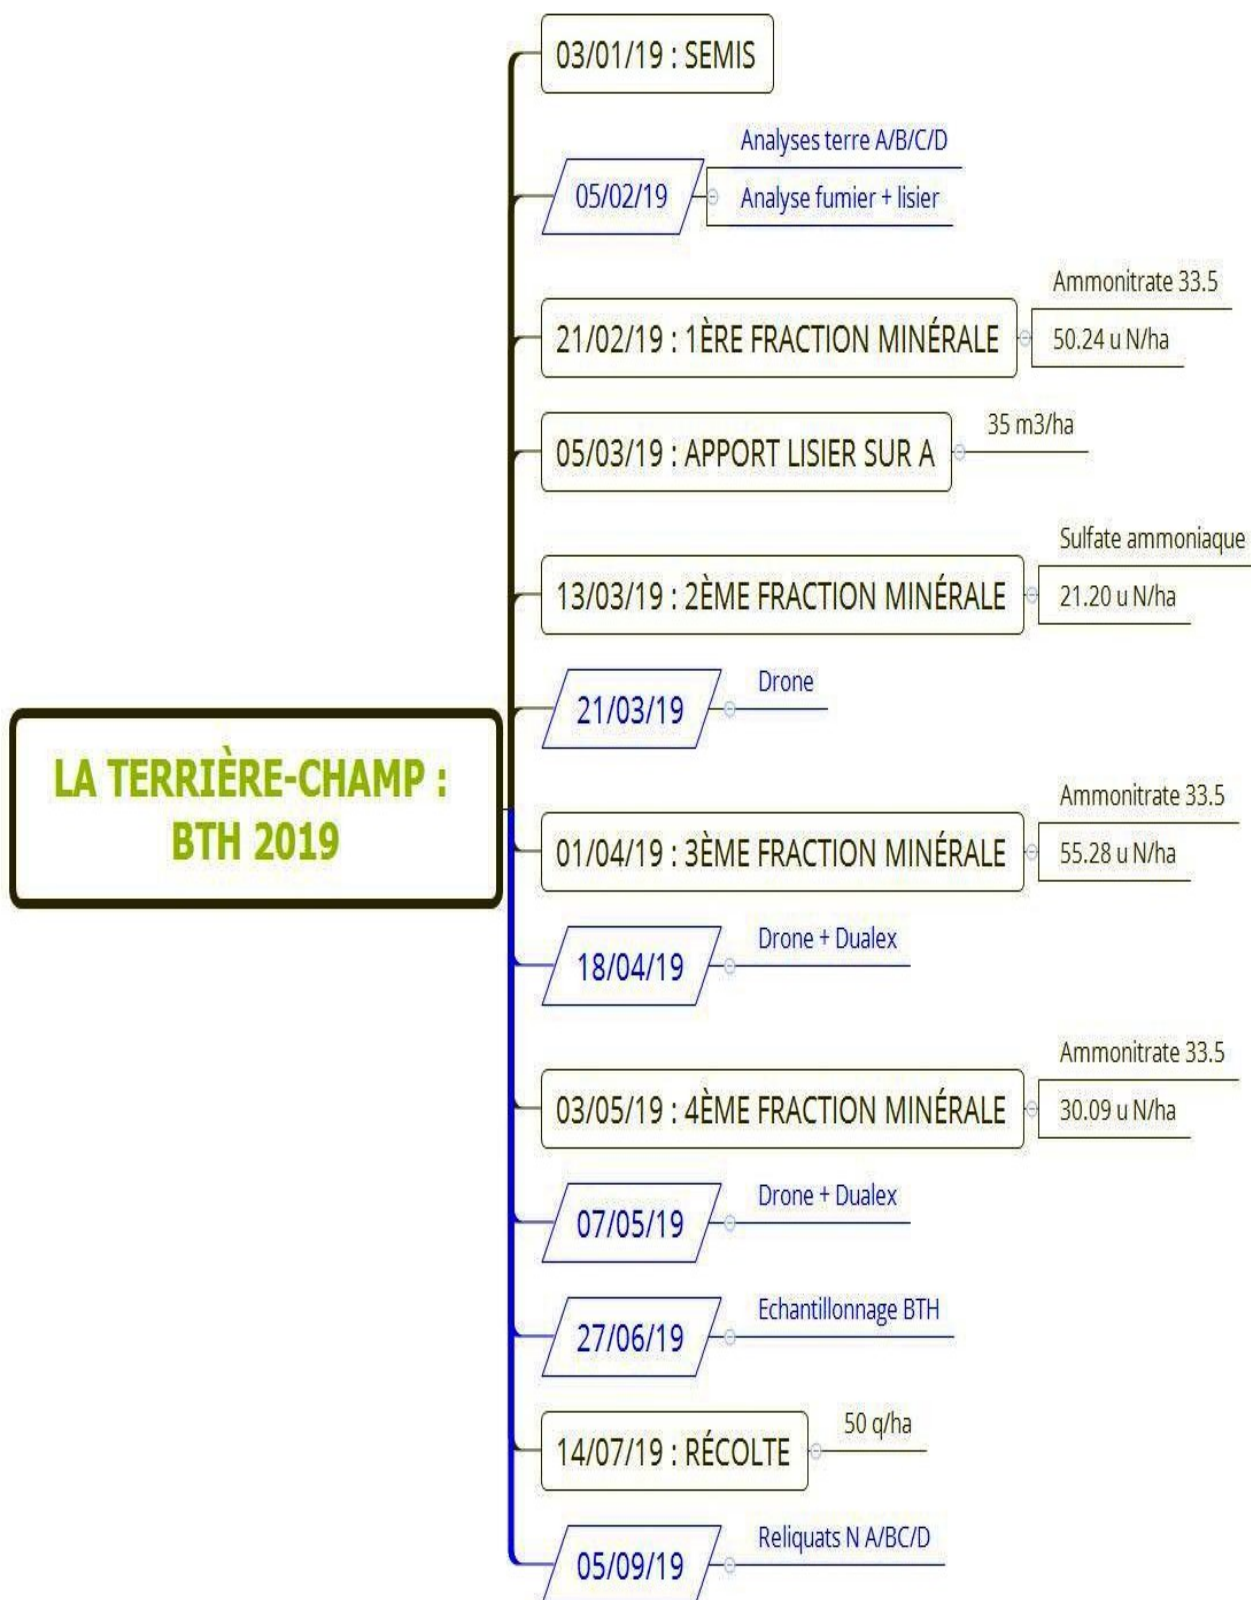 03/01/19 : SEMIS
Analyses terre A/B/C/D
05/02/19
Analyse fumier + lisier
Ammonitrate 33.5
21/02/19 : 1ÈRE FRACTION MINÉRALE
50.24 u N/ha
35 m3/ha
05/03/19 : APPORT LISIER SUR A
Sulfate ammoniaque
13/03/19 : 2ÈME FRACTION MINÉRALE
21.20 u N/ha
Drone
21/03/19
LA TERRIÈRE-CHAMP :
BTH 2019
Ammonitrate 33.5
01/04/19 : 3ÈME FRACTION MINÉRALE
55.28 u N/ha
Drone + Dualex
18/04/19
Ammonitrate 33.5
03/05/19 : 4ÈME FRACTION MINÉRALE
30.09 u N/ha
Drone + Dualex
07/05/19
Echantillonnage BTH
27/06/19
50 q/ha
14/07/19 : RÉCOLTE
Reliquats N A/BC/D
05/09/19